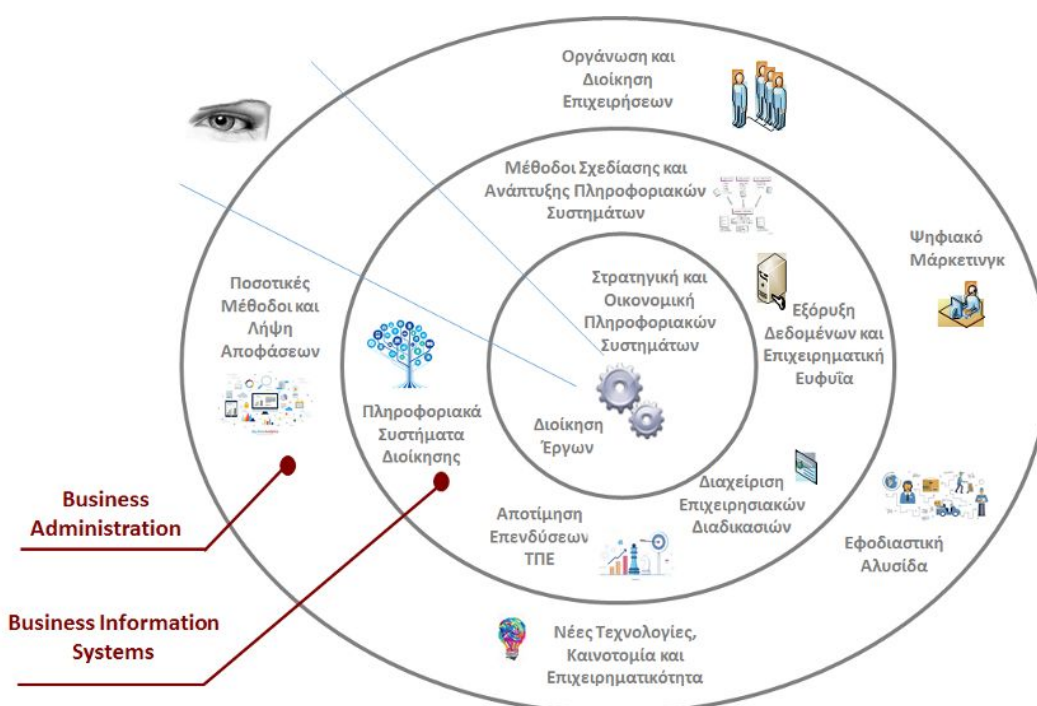 Οργάνωση και
Διοίκηση
Επιχειρήσεων
Μέθοδοι Σχεδίασης και
Ανάπτυξης Πληροφοριακών
Συστημάτων
Ψηφιακό
Μάρκετινγκ
Ποσοτικές
Μέθοδοι και
Λήψη
Αποφάσεων
Στρατηγική και
Οικονομική
Πληροφοριακών
Συστημάτων
Εξόρυξη
Δεδομένων και
Επιχειρηματική
Ευφυΐα
Πληροφοριακά
Συστήματα
Διοίκησης
Διοίκηση
Έργων
Διαχείριση
Επιχειρησιακών
Διαδικασιών
Αποτίμηση
Επενδύσεων
ΤΠΕ
Εφοδιαστική
Αλυσίδα
Business
Administration
Business Information
Systems
Νέες Τεχνολογίες,
Καινοτομία και
Επιχειρηματικότητα